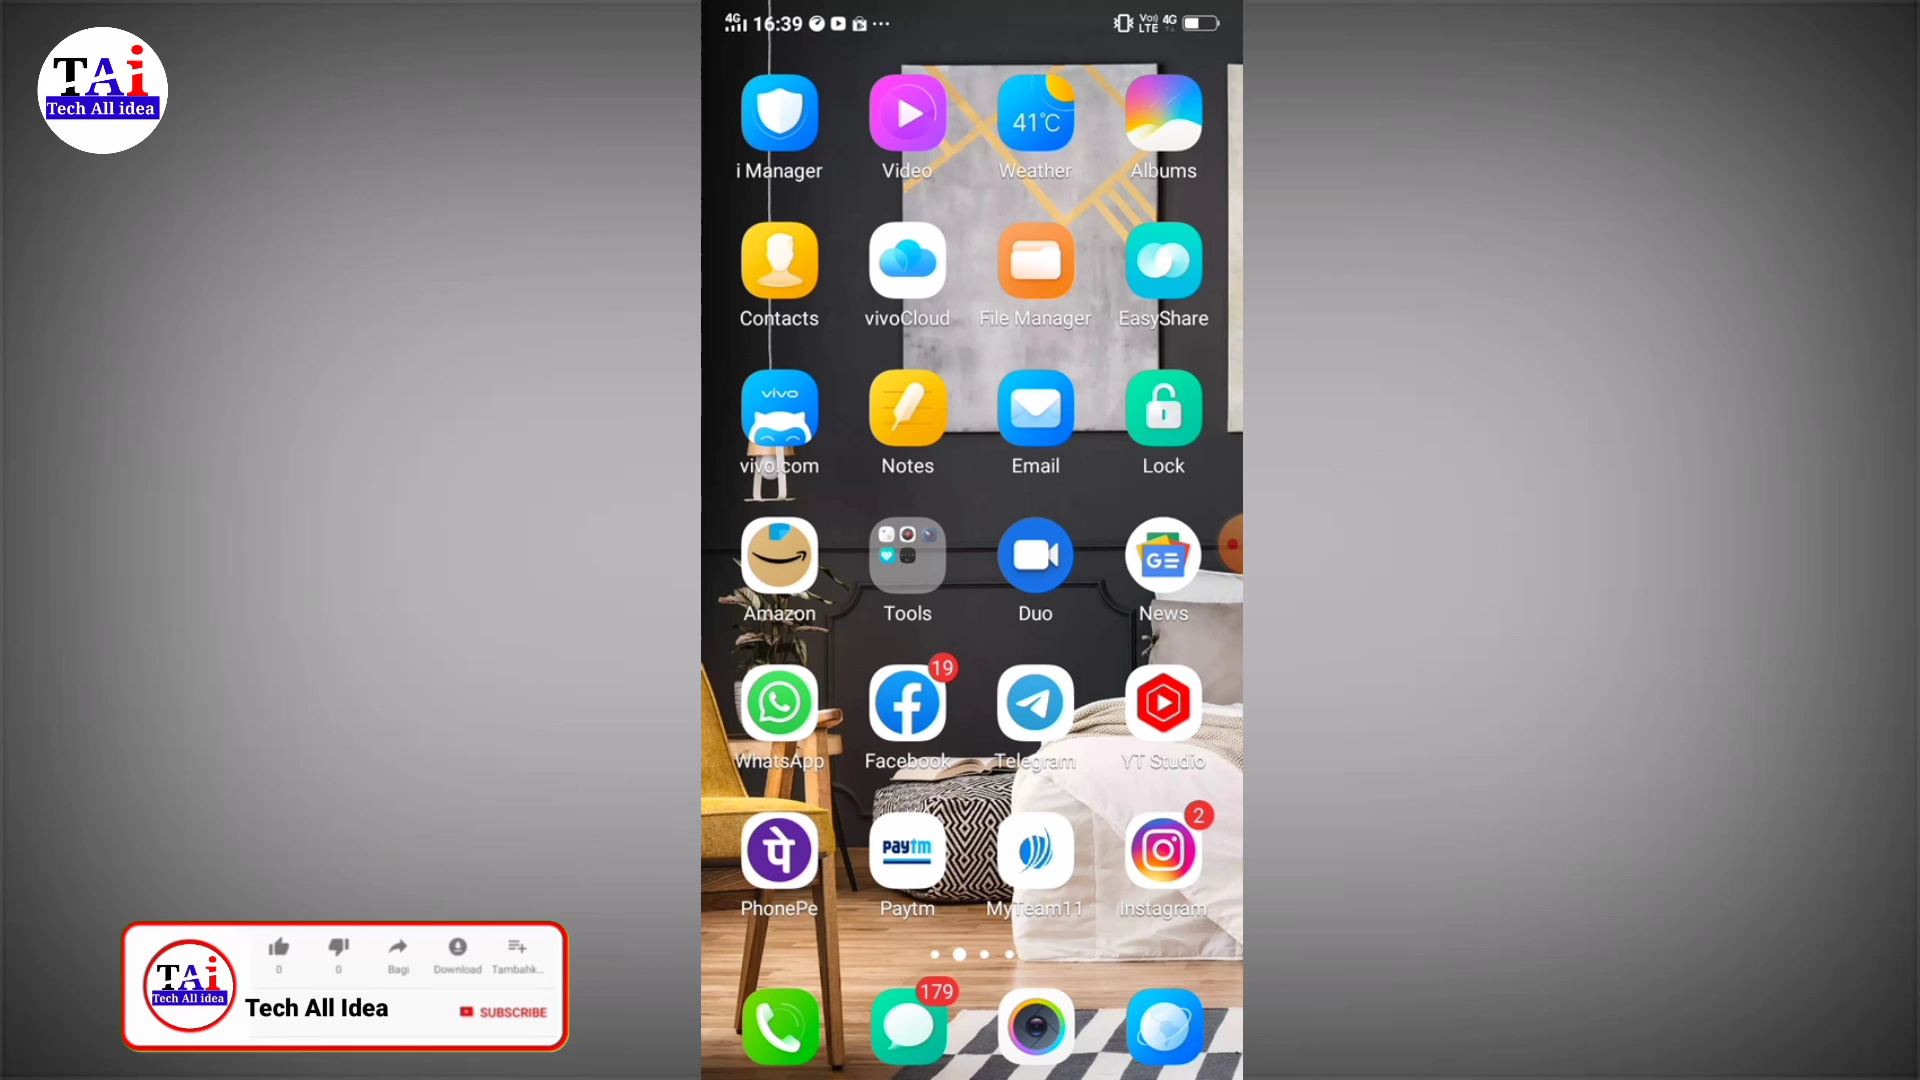 TAi
Tech All idea
4G 16:39
Vo) LTE 4G
41°C
i Manager
Video
Weather
Albums
Contacts
vivoCloud
File Manager
EasyShare
vivo
vivo.com
Notes
Email
Lock
GE
Amazon
Tools
Duo
News
19
WhatsApp
Facebook
Telegram
YT Studio
2
पे
paytm
PhonePe
Paytm
MyTeam11
Instagram
179
0
0
Bagi
Download
Tambahk...
TAi
Tech All idea
Tech All Idea
SUBSCRIBE